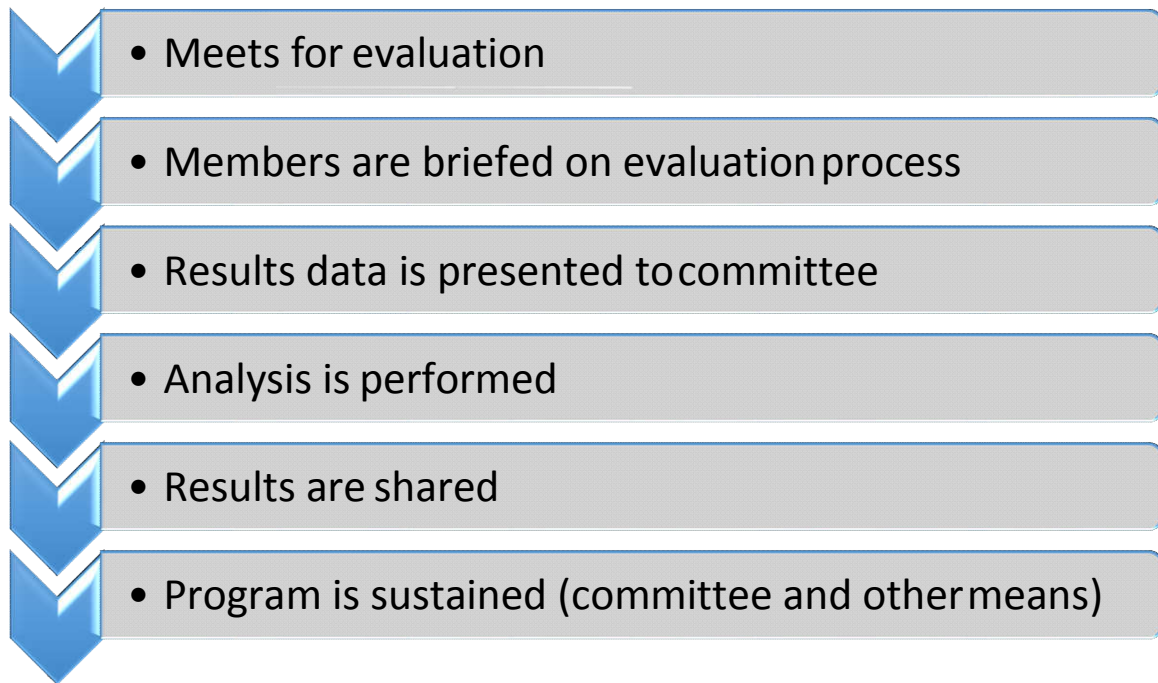 • Meets for evaluation
• Members are briefed on evaluation process
• Results data is presented to committee
• Analysis is performed
• Results are shared
• Program is sustained (committee and other means)